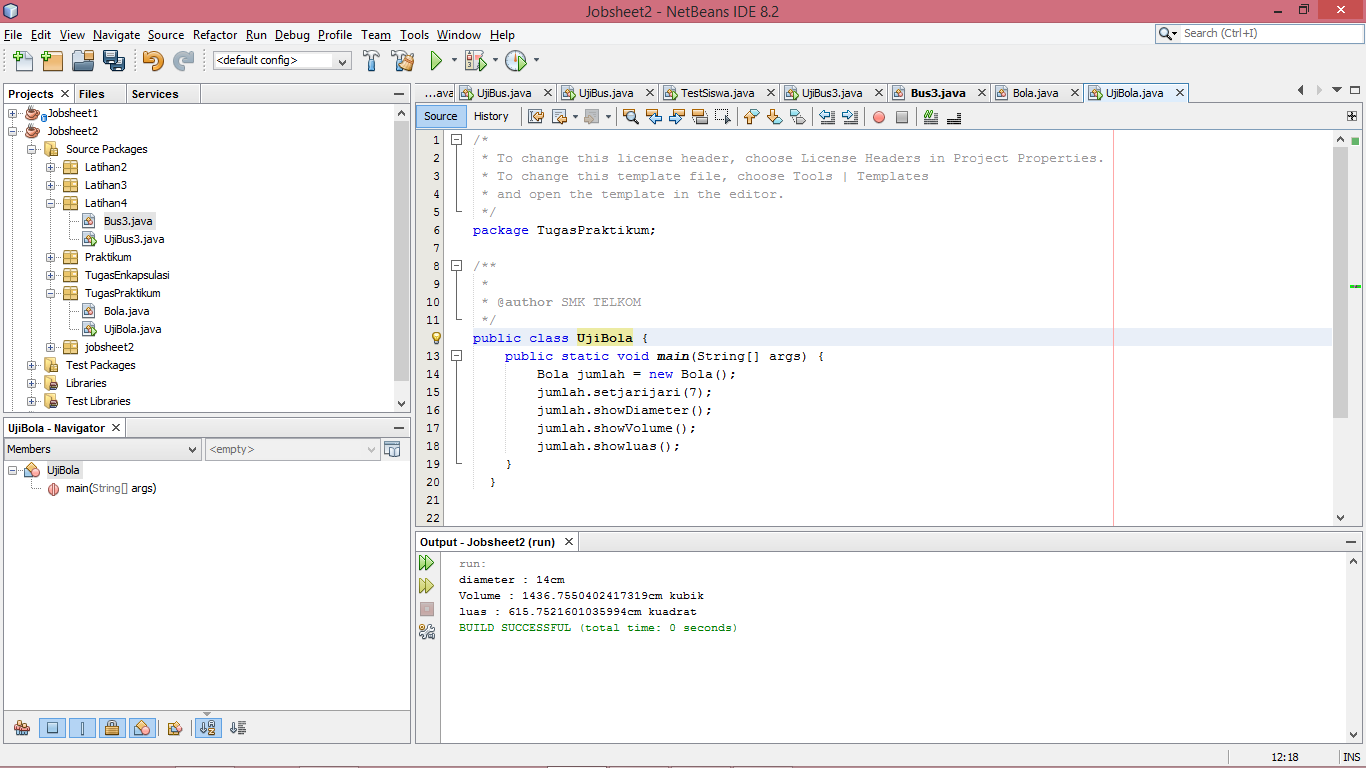 Jobsheet2 - NetBeans IDE 8.2
File Edit View Navigate Source Refactor Run Debug Profile Team Tools Window Help
Search (Ctrl+I)
<default config>
Projects Files Services
Jobsheet1
Jobsheet2
Source Packages
Latihan2
Latihan3
Latihan4
Bus3.java
UjiBus3.java
Praktikum
TugasEnkapsulasi
TugasPraktikum
Bola.java
UjiBola.java
jobsheet2
Test Packages
Libraries
Test Libraries
UjiBola - Navigator
Members <empty>
UjiBola
main(String[] args)
...ava UjiBus.java UjiBus.java TestSiswa.java UjiBus3.java Bus3.java Bola.java UjiBola.java
Source History
1 /*
2 * To change this license header, choose License Headers in Project Properties.
3 * To change this template file, choose Tools | Templates
4 * and open the template in the editor.
5 */
6 package TugasPraktikum;
7
8 /**
9 *
10 * @author SMK TELKOM
11 */
public class UjiBola {
13 public static void main(String[] args) {
14 Bola jumlah = new Bola();
15 jumlah.setjarijari(7);
16 jumlah.showDiameter();
17 jumlah.showVolume();
18 jumlah.showluas();
19 }
20 }
21
22
Output - Jobsheet2 (run)
run:
diameter : 14cm
Volume : 1436.7550402417319cm kubik
luas : 615.7521601035994cm kuadrat
BUILD SUCCESSFUL (total time: 0 seconds)
12:18 INS